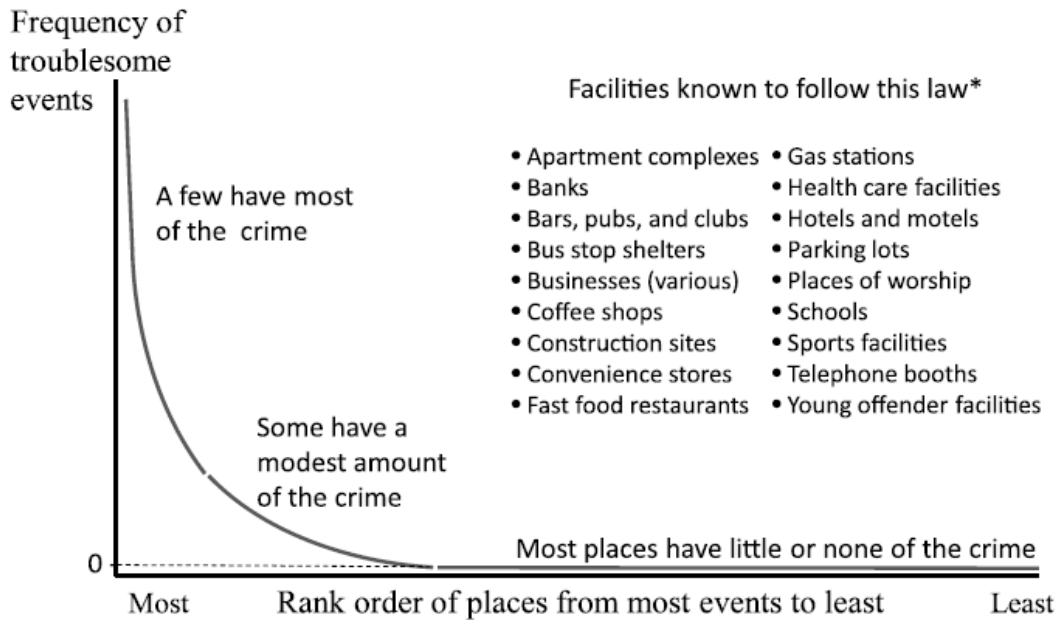 Frequency of
troublesome
events
Facilities known to follow this law*
• Apartment complexes
• Banks
• Bars, pubs, and clubs
• Bus stop shelters
• Businesses (various)
• Coffee shops
• Construction sites
• Convenience stores
• Fast food restaurants
• Gas stations
• Health care facilities
• Hotels and motels
• Parking lots
• Places of worship
• Schools
• Sports facilities
• Telephone booths
• Young offender facilities
A few have most
of the crime
Some have a
modest amount
of the crime
Most places have little or none of the crime
0
Most
Rank order of places from most events to least
Least